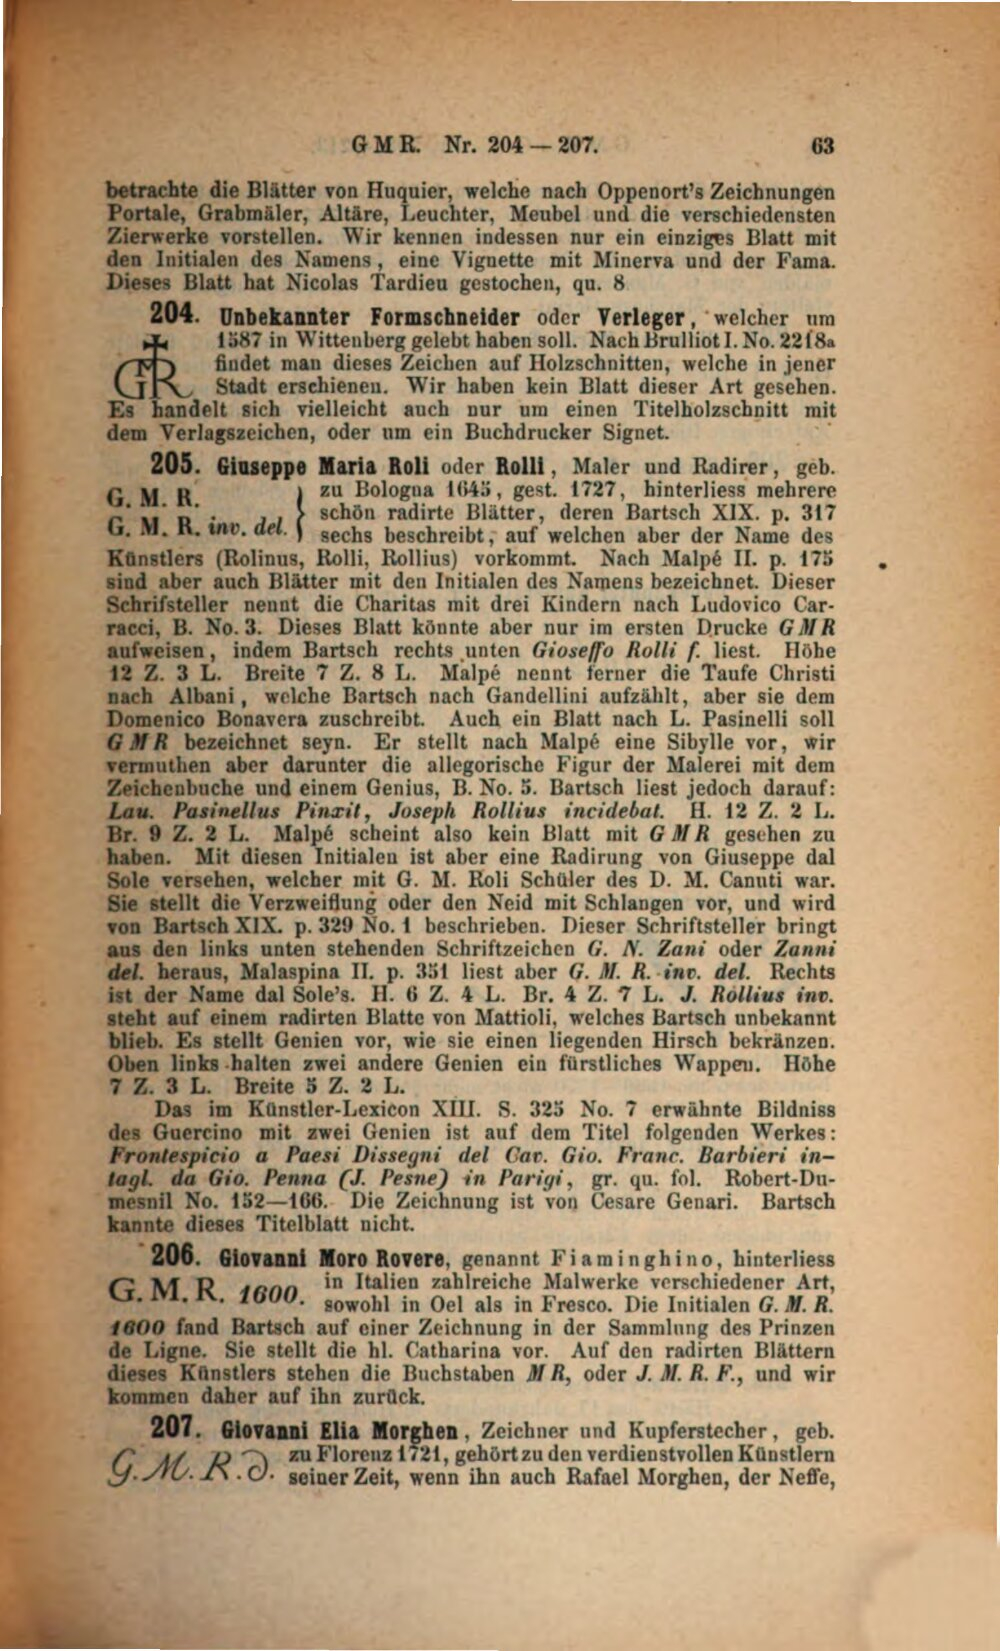 GMR. Nr. 204 — 207. 63
betrachte die Blätter von Huquier, welche nach Oppenort's Zeichnungen
Portale, Grabmäler, Altäre, Leuchter, Meubel und die verschiedensten
Zierwerke vorstellen. Wir kennen indessen nur ein einziges Blatt mit
den Initialen des Namens, eine Vignette mit Minerva und der Fama.
Dieses Blatt hat Nicolas Tardieu gestochen, qu. 8
204. Unbekannter Formschneider oder Verleger, welcher um
1587 in Wittenberg gelebt haben soll. Nach Brulliot I. No. 2218a
findet man dieses Zeichen auf Holzschnitten, welche in jener
GR Stadt erschienen. Wir haben kein Blatt dieser Art gesehen.
Es handelt sich vielleicht auch nur um einen Titelholzschnitt mit
dem Verlagszeichen, oder um ein Buchdrucker Signet.
205. Giuseppe Maria Roli oder Rolli, Maler und Radirer, geb.
G. M. R. zu Bologna 1645, gest. 1727, hinterliess mehrere
schön radirte Blätter, deren Bartsch XIX. p. 317
G. M. R. inv. del. sechs beschreibt, auf welchen aber der Name des
Künstlers (Rolinus, Rolli, Rollius) vorkommt. Nach Malpé II. p. 175
sind aber auch Blätter mit den Initialen des Namens bezeichnet. Dieser
Schrifsteller nennt die Charitas mit drei Kindern nach Ludovico Car-
racci, B. No. 3. Dieses Blatt könnte aber nur im ersten Drucke GMR
aufweisen, indem Bartsch rechts unten Gioseffo Rolli f. liest. Höhe
12 Z. 3 L. Breite 7 Z. 8 L. Malpé nennt ferner die Taufe Christi
nach Albani, welche Bartsch nach Gandellini aufzählt, aber sie dem
Domenico Bonavera zuschreibt. Auch ein Blatt nach L. Pasinelli soll
GMR bezeichnet seyn. Er stellt nach Malpé eine Sibylle vor, wir
vermuthen aber darunter die allegorische Figur der Malerei mit dem
Zeichenbuche und einem Genius, B. No. 5. Bartsch liest jedoch darauf:
Lau. Pasinellus Pinxit, Joseph Rollius incidebat. H. 12 Z. 2 L.
Br. 9 Z. 2 L. Malpé scheint also kein Blatt mit GMR gesehen zu
haben. Mit diesen Initialen ist aber eine Radirung von Giuseppe dal
Sole versehen, welcher mit G. M. Roli Schüler des D. M. Canuti war.
Sie stellt die Verzweiflung oder den Neid mit Schlangen vor, und wird
von Bartsch XIX. p. 329 No. 1 beschrieben. Dieser Schriftsteller bringt
aus den links unten stehenden Schriftzeichen G. N. Zani oder Zanni
del. heraus, Malaspina II. p. 351 liest aber G. M. R. inv. del. Rechts
ist der Name dal Sole's. H. 6 Z. 4 L. Br. 4 Z. 7 L. J. Rollius inv.
steht auf einem radirten Blatte von Mattioli, welches Bartsch unbekannt
blieb. Es stellt Genien vor, wie sie einen liegenden Hirsch bekränzen.
Oben links halten zwei andere Genien ein fürstliches Wappen. Höhe
7 Z. 3 L. Breite 5 Z. 2 L.
Das im Künstler-Lexicon XIII. S. 325 No. 7 erwähnte Bildniss
des Guercino mit zwei Genien ist auf dem Titel folgenden Werkes:
Frontespicio a Paesi Dissegni del Cav. Gio. Franc. Barbieri in-
tagl. da Gio. Penna (J. Pesne) in Parigi, gr. qu. fol. Robert-Du-
mesnil No. 152—166. Die Zeichnung ist von Cesare Genari. Bartsch
kannte dieses Titelblatt nicht.
206. Giovanni Moro Rovere, genannt Fiaminghino, hinterliess
G. M. R. 1600. in Italien zahlreiche Malwerke verschiedener Art,
sowohl in Oel als in Fresco. Die Initialen G. M. R.
1600 fand Bartsch auf einer Zeichnung in der Sammlung des Prinzen
de Ligne. Sie stellt die hl. Catharina vor. Auf den radirten Blättern
dieses Künstlers stehen die Buchstaben MR, oder J. M. R. F., und wir
kommen daher auf ihn zurück.
207. Giovanni Elia Morghen, Zeichner und Kupferstecher, geb.
G. M. R. d. zu Florenz 1721, gehört zu den verdienstvollen Künstlern
seiner Zeit, wenn ihn auch Rafael Morghen, der Neffe,